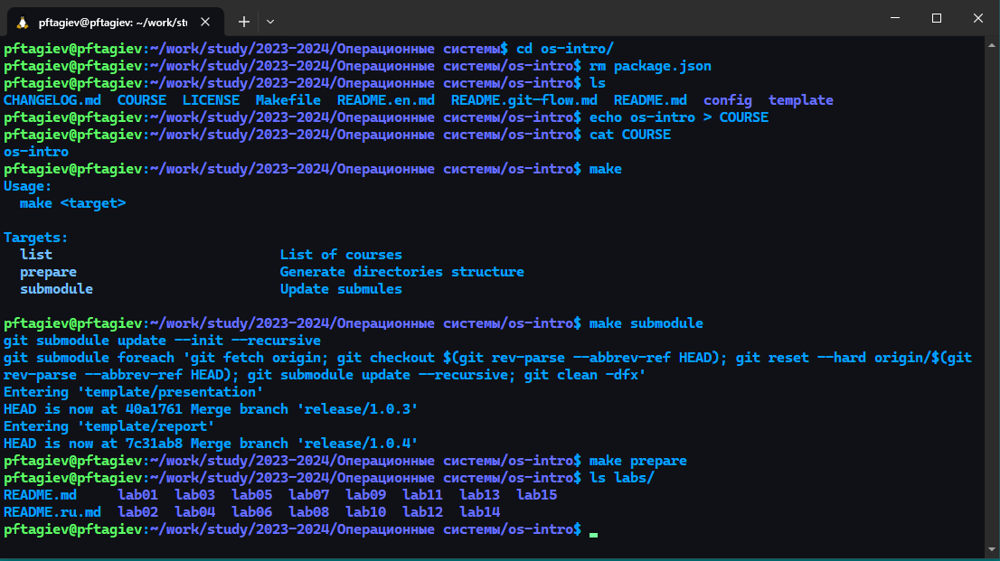 pftagiev@pftagiev: ~/work/stu
pftagiev@pftagiev:~/work/study/2023-2024/Операционные системы$ cd os-intro/
pftagiev@pftagiev:~/work/study/2023-2024/Операционные системы/os-intro$ rm package.json
pftagiev@pftagiev:~/work/study/2023-2024/Операционные системы/os-intro$ ls
CHANGELOG.md  COURSE  LICENSE  Makefile  README.en.md  README.git-flow.md  README.md  config  template
pftagiev@pftagiev:~/work/study/2023-2024/Операционные системы/os-intro$ echo os-intro > COURSE
pftagiev@pftagiev:~/work/study/2023-2024/Операционные системы/os-intro$ cat COURSE
os-intro
pftagiev@pftagiev:~/work/study/2023-2024/Операционные системы/os-intro$ make
Usage:
  make <target>
Targets:
  list                            List of courses
  prepare                         Generate directories structure
  submodule                       Update submules
pftagiev@pftagiev:~/work/study/2023-2024/Операционные системы/os-intro$ make submodule
git submodule update --init --recursive
git submodule foreach 'git fetch origin; git checkout $(git rev-parse --abbrev-ref HEAD); git reset --hard origin/$(git
rev-parse --abbrev-ref HEAD); git submodule update --recursive; git clean -dfx'
Entering 'template/presentation'
HEAD is now at 40a1761 Merge branch 'release/1.0.3'
Entering 'template/report'
HEAD is now at 7c31ab8 Merge branch 'release/1.0.4'
pftagiev@pftagiev:~/work/study/2023-2024/Операционные системы/os-intro$ make prepare
pftagiev@pftagiev:~/work/study/2023-2024/Операционные системы/os-intro$ ls labs/
README.md     lab01  lab03  lab05  lab07  lab09  lab11  lab13  lab15
README.ru.md  lab02  lab04  lab06  lab08  lab10  lab12  lab14
pftagiev@pftagiev:~/work/study/2023-2024/Операционные системы/os-intro$